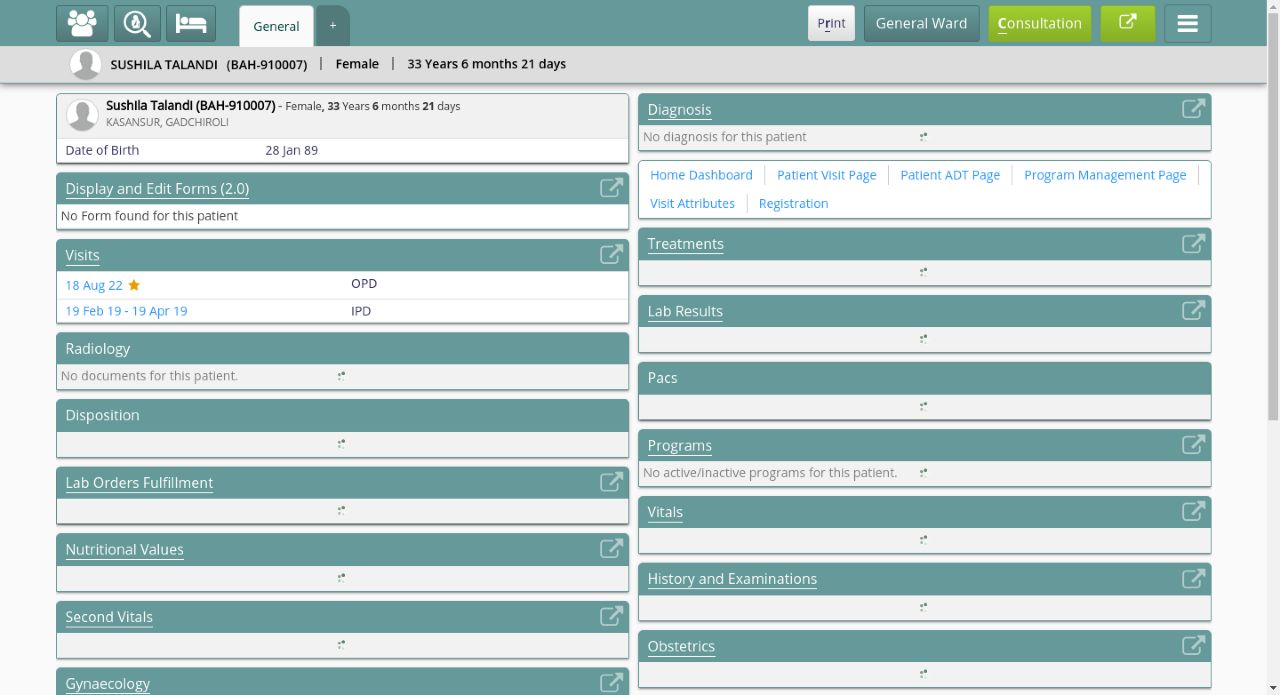 General
+
Print
General Ward
Consultation
SUSHILA TALANDI (BAH-910007) | Female | 33 Years 6 months 21 days
Sushila Talandi (BAH-910007) - Female, 33 Years 6 months 21 days
KASANSUR, GADCHIROLI
Date of Birth 28 Jan 89
Display and Edit Forms (2.0)
No Form found for this patient
Visits
18 Aug 22 OPD
19 Feb 19 - 19 Apr 19 IPD
Radiology
No documents for this patient.
Disposition
Lab Orders Fulfillment
Nutritional Values
Second Vitals
Gynaecology
Diagnosis
No diagnosis for this patient
Home Dashboard
Patient Visit Page
Patient ADT Page
Program Management Page
Visit Attributes
Registration
Treatments
Lab Results
Pacs
Programs
No active/inactive programs for this patient.
Vitals
History and Examinations
Obstetrics